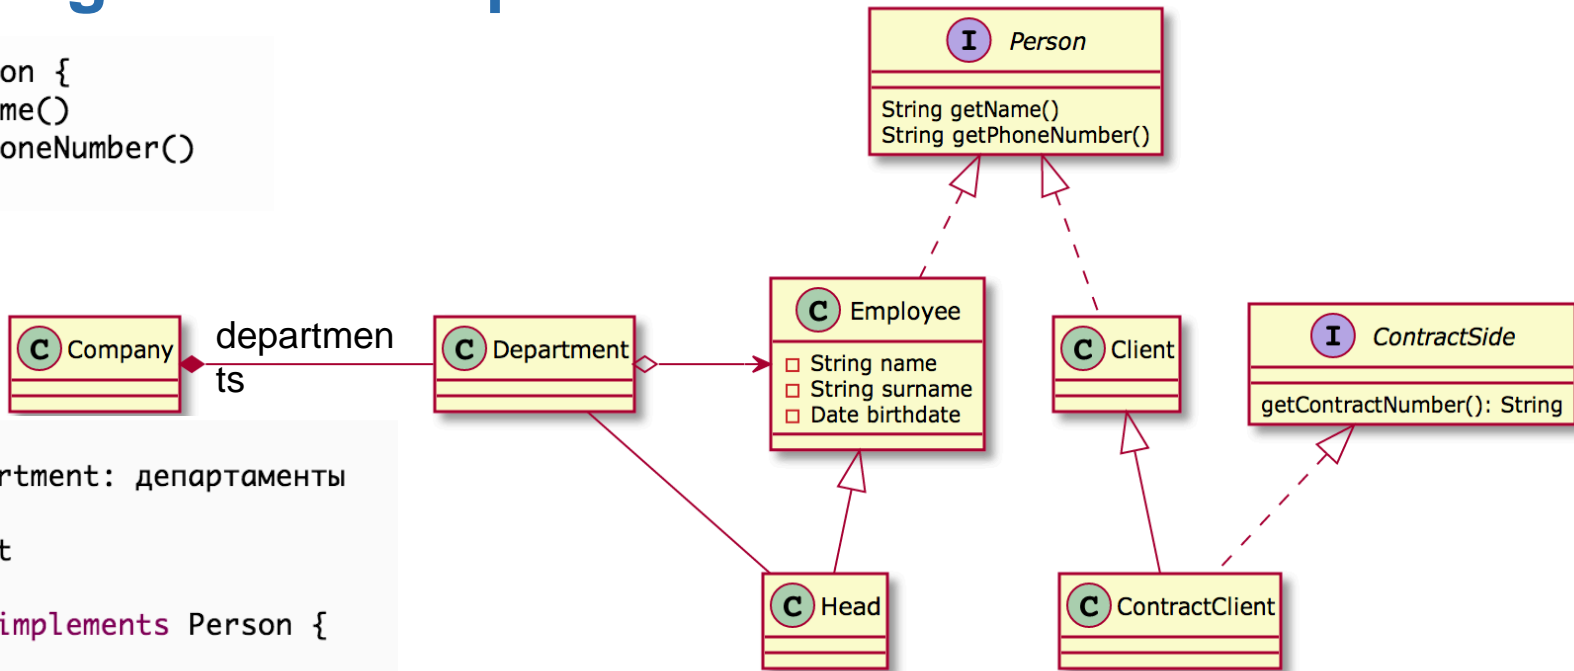 on {
me()
oneNumber()
I Person
String getName()
String getPhoneNumber()
C Company
departmen
ts
C Department
C Employee
String name
String surname
Date birthdate
C Client
I ContractSide
getContractNumber(): String
rtment: департаменты
t
implements Person {
C Head
C ContractClient